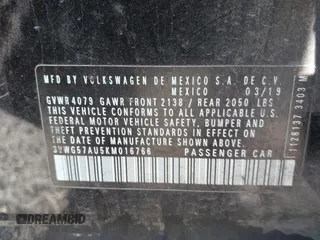 MFD. BY VOLKSWAGEN DE MEXICO S.A. DE C.V.
MEXICO 03/19
GVWR 4079 GAWR FRONT 2138 / REAR 2050 LBS
THIS VEHICLE CONFORMS TO ALL APPLICABLE U.S.
FEDERAL MOTOR VEHICLE SAFETY, BUMPER, AND
THEFT PREVENTION STANDARDS IN EFFECT ON THE
DATE OF MANUFACTURE SHOWN ABOVE.
3VWG57AU5KM016766 PASSENGER CAR
1128137 3403 M
DREAMBID